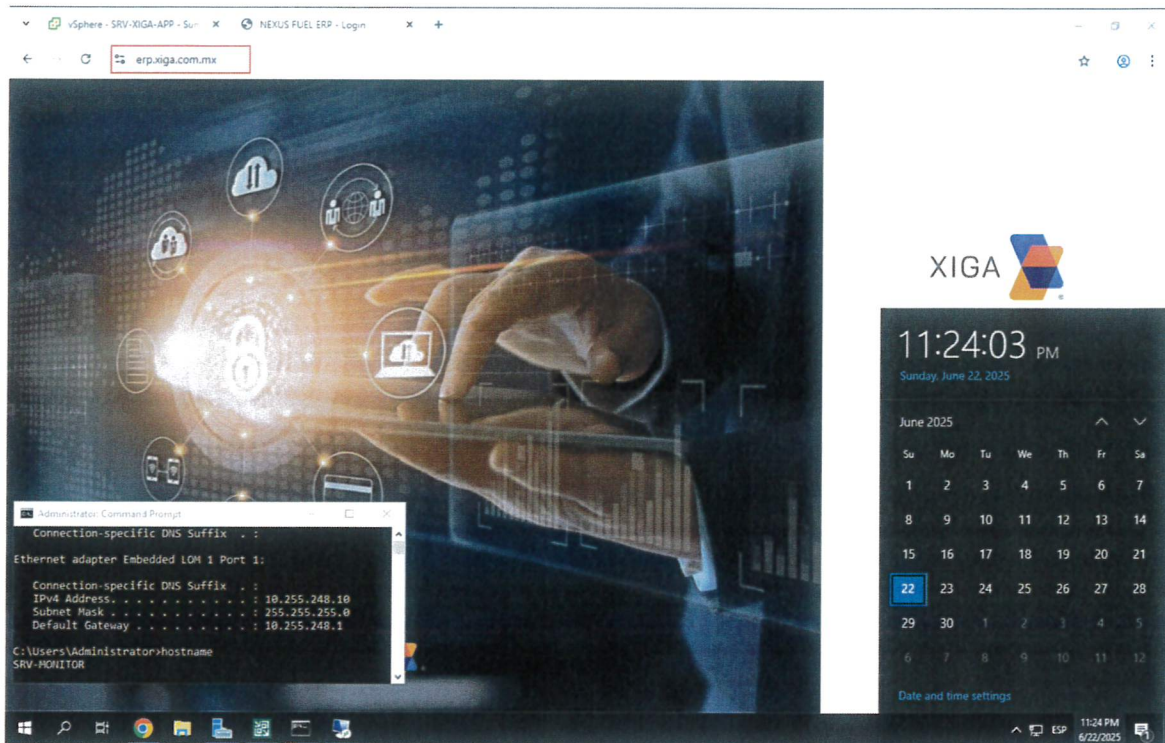 vSphere - SRV-XIGA-APP - Sum
NEXUS FUEL ERP - Login
erp.xiga.com.mx
XIGA
11:24:03 PM
Sunday, June 22, 2025
June 2025
Su Mo Tu We Th Fr Sa
1 2 3 4 5 6 7
8 9 10 11 12 13 14
15 16 17 18 19 20 21
22 23 24 25 26 27 28
29 30 1 2 3 4 5
6 7 8 9 10 11 12
Date and time settings
Administrator: Command Prompt
Connection-specific DNS Suffix . :
Ethernet adapter Embedded LOM 1 Port 1:
Connection-specific DNS Suffix . :
IPv4 Address. . . . . . . . . . . : 10.255.248.10
Subnet Mask . . . . . . . . . . . : 255.255.255.0
Default Gateway . . . . . . . . . : 10.255.248.1
C:\Users\Administrator>hostname
SRV-MONITOR
ESP
11:24 PM
6/22/2025
1